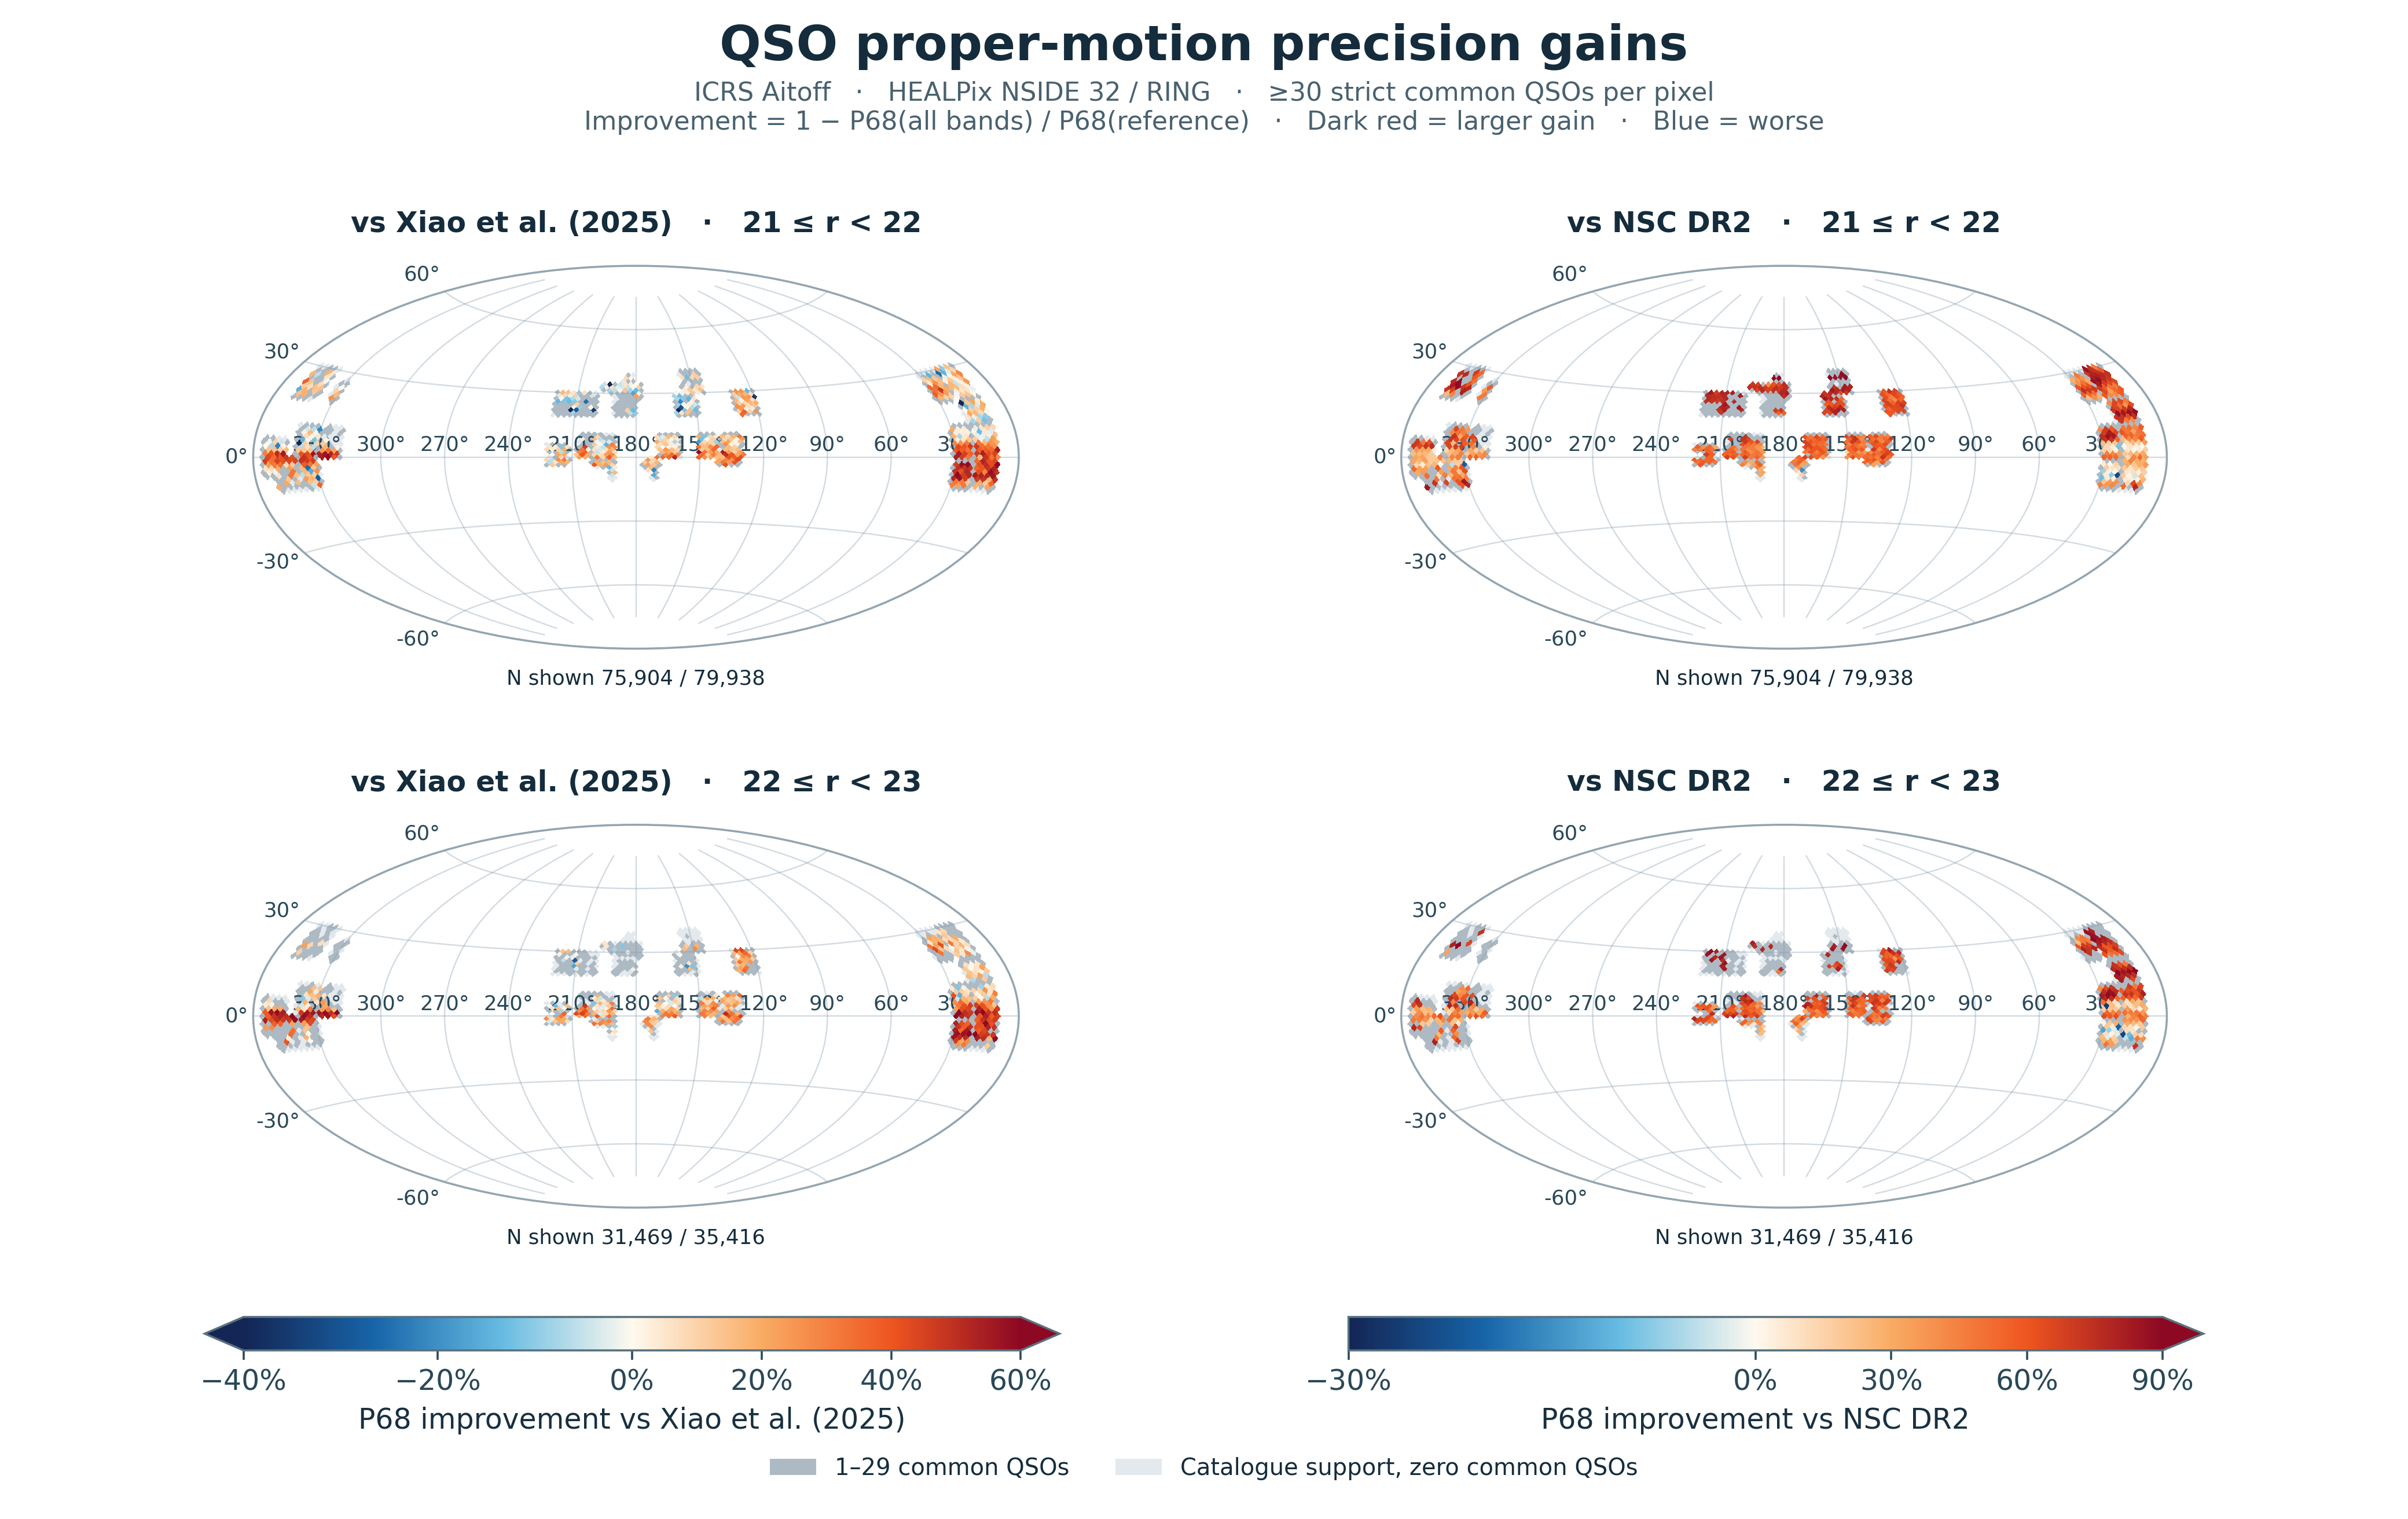 QSO proper-motion precision gains
ICRS Aitoff · HEALPix NSIDE 32 / RING · ≥30 strict common QSOs per pixel
Improvement = 1 − P68(all bands) / P68(reference) · Dark red = larger gain · Blue = worse
vs Xiao et al. (2025) · 21 ≤ r < 22
60°
30°
0°
300° 270° 240° 210° 180° 120° 90° 60°
-30°
-60°
N shown 75,904 / 79,938
vs NSC DR2 · 21 ≤ r < 22
60°
30°
0°
300° 270° 240° 210° 180° 120° 90° 60°
-30°
-60°
N shown 75,904 / 79,938
vs Xiao et al. (2025) · 22 ≤ r < 23
60°
30°
0°
300° 270° 240° 210° 180° 120° 90° 60°
-30°
-60°
N shown 31,469 / 35,416
vs NSC DR2 · 22 ≤ r < 23
60°
30°
0°
300° 270° 240° 210° 180° 120° 90° 60°
-30°
-60°
N shown 31,469 / 35,416
−40% −20% 0% 20% 40% 60%
P68 improvement vs Xiao et al. (2025)
−30% 0% 30% 60% 90%
P68 improvement vs NSC DR2
1–29 common QSOs
Catalogue support, zero common QSOs